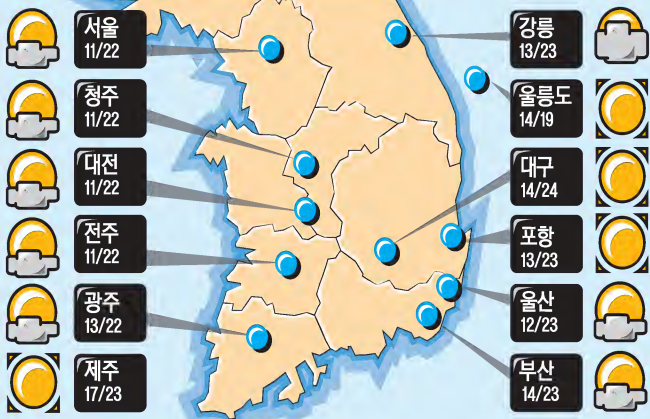 서울
11/22
청주
11/22
대전
11/22
전주
11/22
광주
13/22
제주
17/23
강릉
13/23
울릉도
14/19
대구
14/24
포항
13/23
울산
12/23
부산
14/23